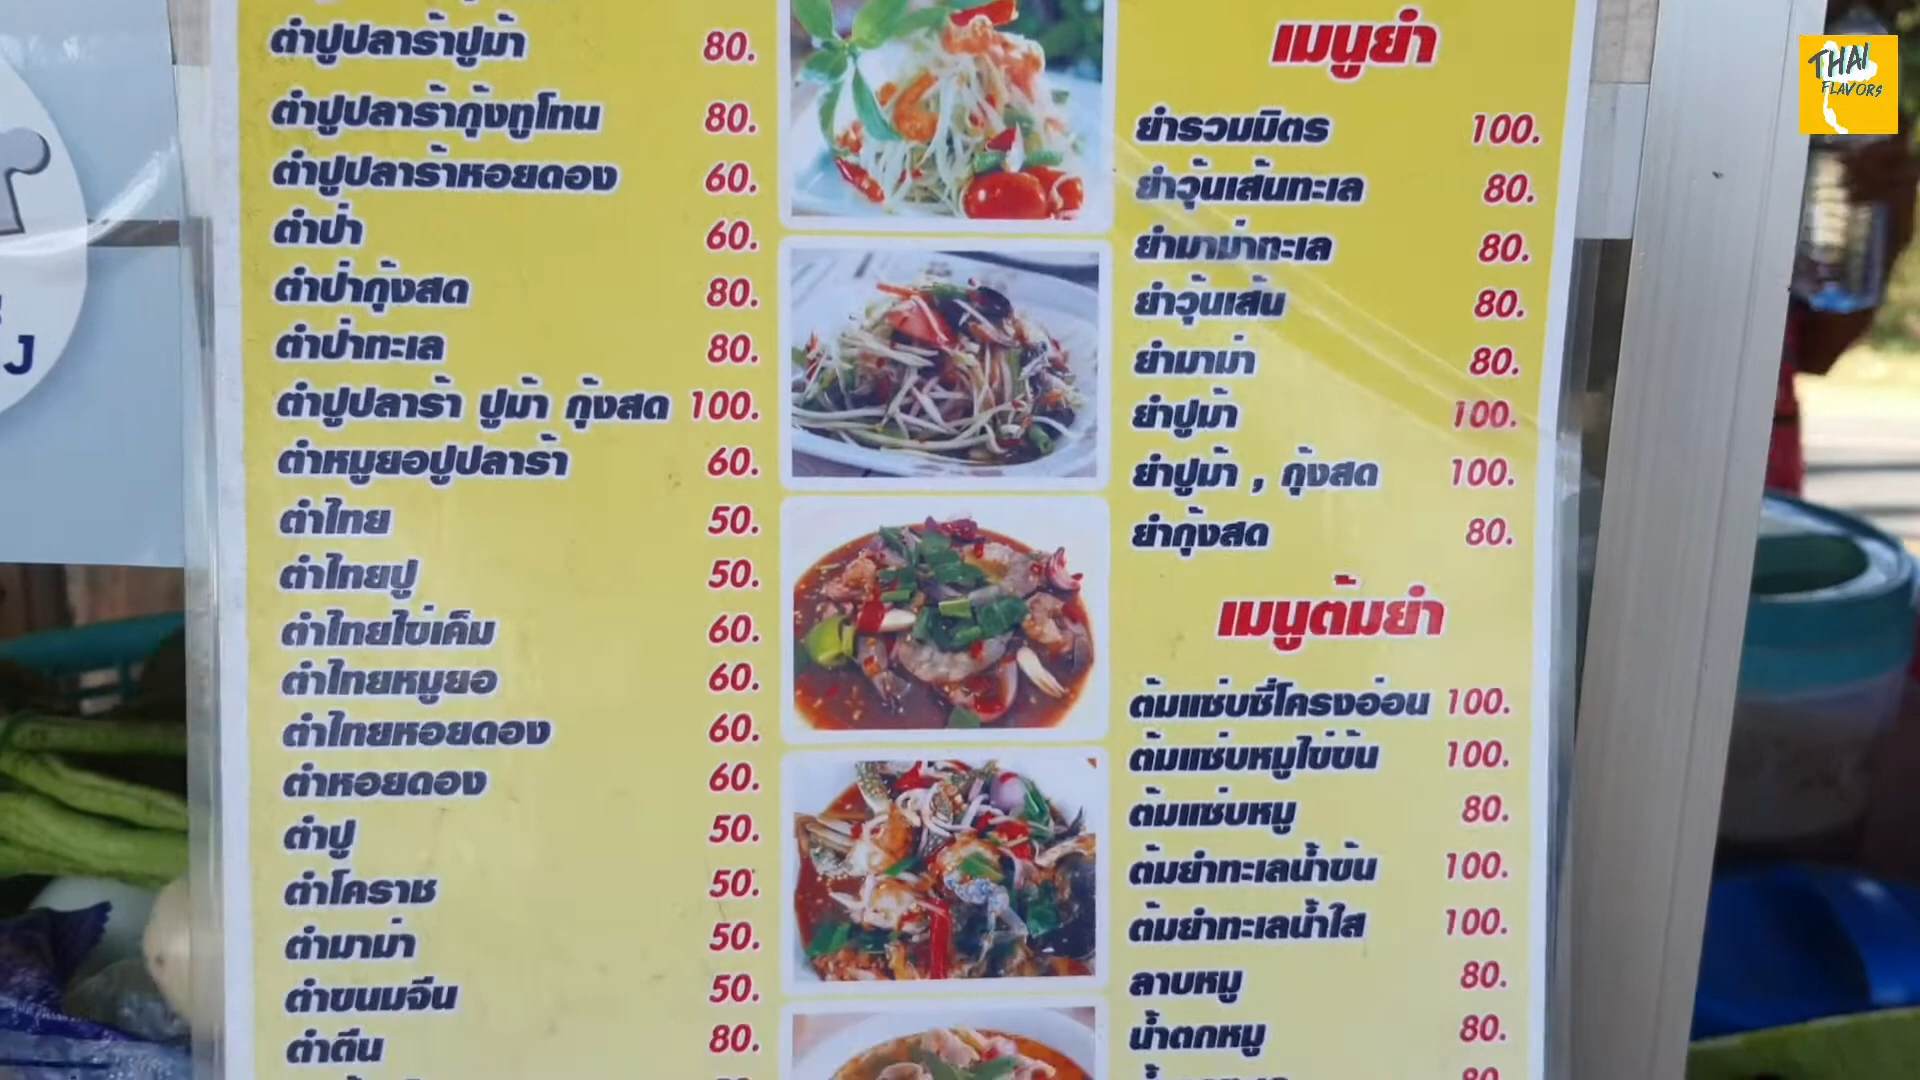 ตำปูปลาร้าปูม้า 80.
ตำปูปลาร้ากุ้งทูโทน 80.
ตำปูปลาร้าหอยดอง 60.
ตำป่า 60.
ตำป่ากุ้งสด 80.
ตำป่าทะเล 80.
ตำปูปลาร้า ปูม้า กุ้งสด 100.
ตำหมูยอปูปลาร้า 60.
ตำไทย 50.
ตำไทยปู 50.
ตำไทยไข่เค็ม 60.
ตำไทยหมูยอ 60.
ตำไทยหอยดอง 60.
ตำหอยดอง 60.
ตำปู 50.
ตำโคราช 50.
ตำมาม่า 50.
ตำขนมจีน 50.
ตำตีน 80.
เมนูยำ
ยำรวมมิตร 100.
ยำวุ้นเส้นทะเล 80.
ยำมาม่าทะเล 80.
ยำวุ้นเส้น 80.
ยำมาม่า 80.
ยำปูม้า 100.
ยำปูม้า , กุ้งสด 100.
ยำกุ้งสด 80.
เมนูต้มยำ
ต้มแซ่บซี่โครงอ่อน 100.
ต้มแซ่บหมูไข่ข้น 100.
ต้มแซ่บหมู 80.
ต้มยำทะเลน้ำข้น 100.
ต้มยำทะเลน้ำใส 100.
ลาบหมู 80.
น้ำตกหมู 80.
THAI
FLAVORS
J